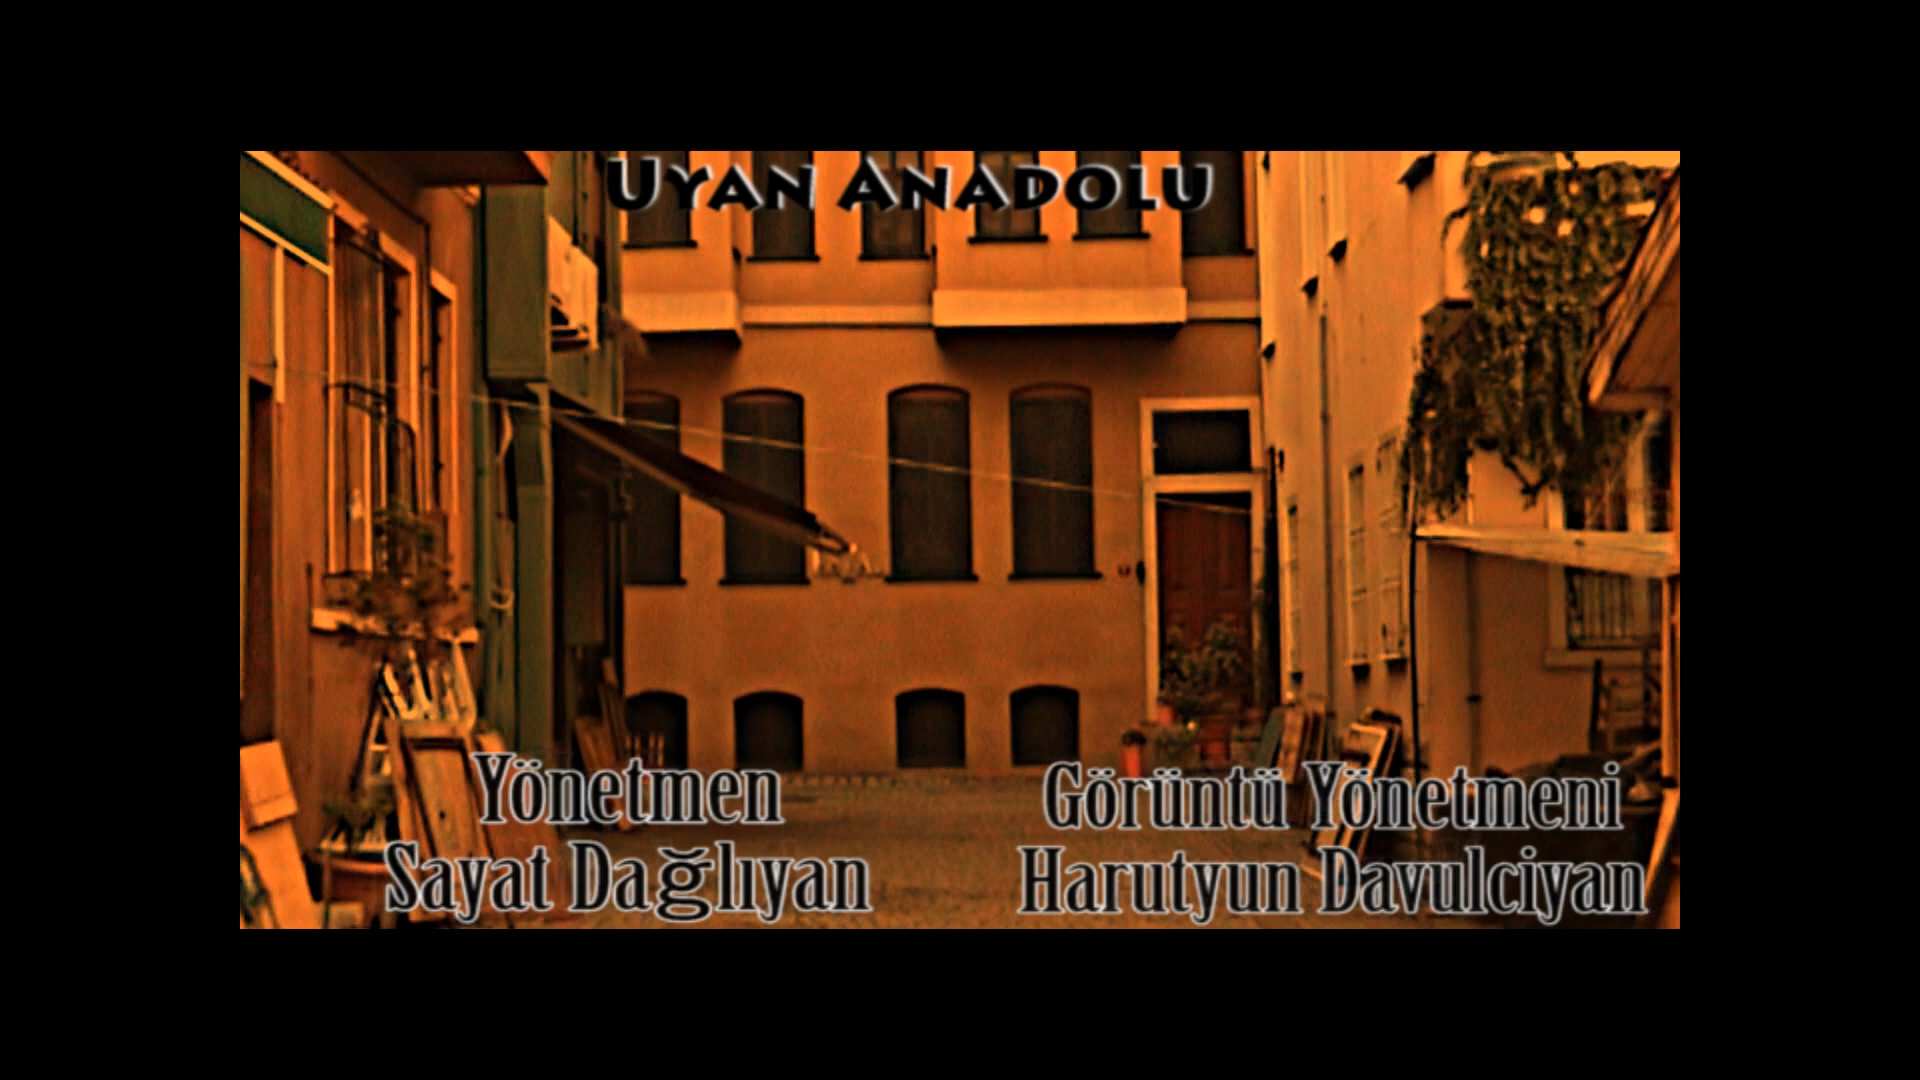 Uyan Anadolu
Yönetmen
Sayat Dağlıyan
Görüntü Yönetmeni
Harutyun Davulciyan